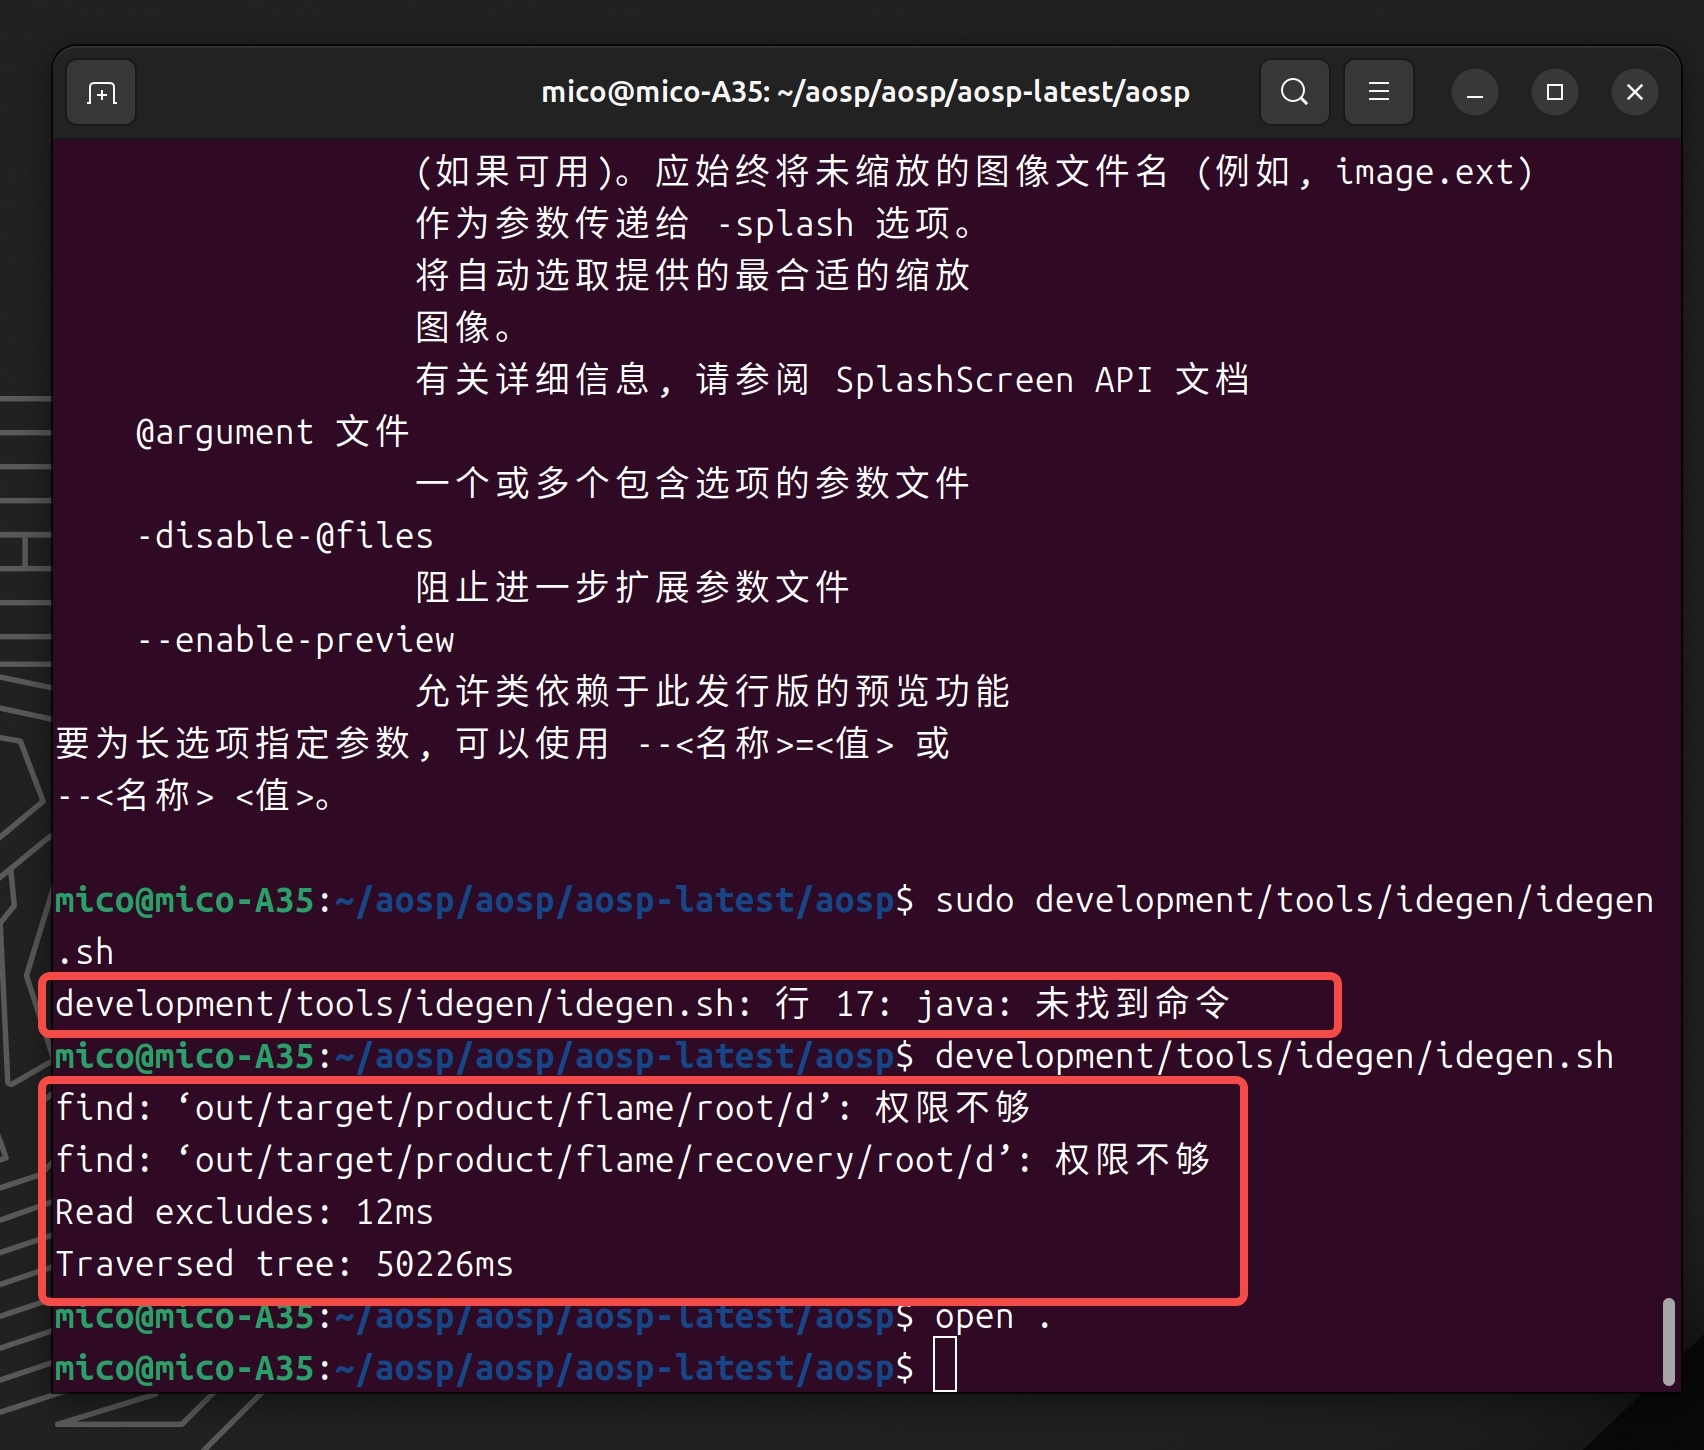 mico@mico-A35: ~/aosp/aosp/aosp-latest/aosp
（如果可用）。应始终将未缩放的图像文件名（例如, image.ext）
作为参数传递给 -splash 选项。
将自动选取提供的最合适的缩放
图像。
有关详细信息, 请参阅 SplashScreen API 文档
@argument 文件
一个或多个包含选项的参数文件
-disable-@files
阻止进一步扩展参数文件
--enable-preview
允许类依赖于此发行版的预览功能
要为长选项指定参数, 可以使用 --<名称>=<值> 或
--<名称> <值>。
mico@mico-A35:~/aosp/aosp/aosp-latest/aosp$ sudo development/tools/idegen/idegen
.sh
development/tools/idegen/idegen.sh: 行 17: java: 未找到命令
mico@mico-A35:~/aosp/aosp/aosp-latest/aosp$ development/tools/idegen/idegen.sh
find: ‘out/target/product/flame/root/d’: 权限不够
find: ‘out/target/product/flame/recovery/root/d’: 权限不够
Read excludes: 12ms
Traversed tree: 50226ms
mico@mico-A35:~/aosp/aosp/aosp-latest/aosp$ open .
mico@mico-A35:~/aosp/aosp/aosp-latest/aosp$